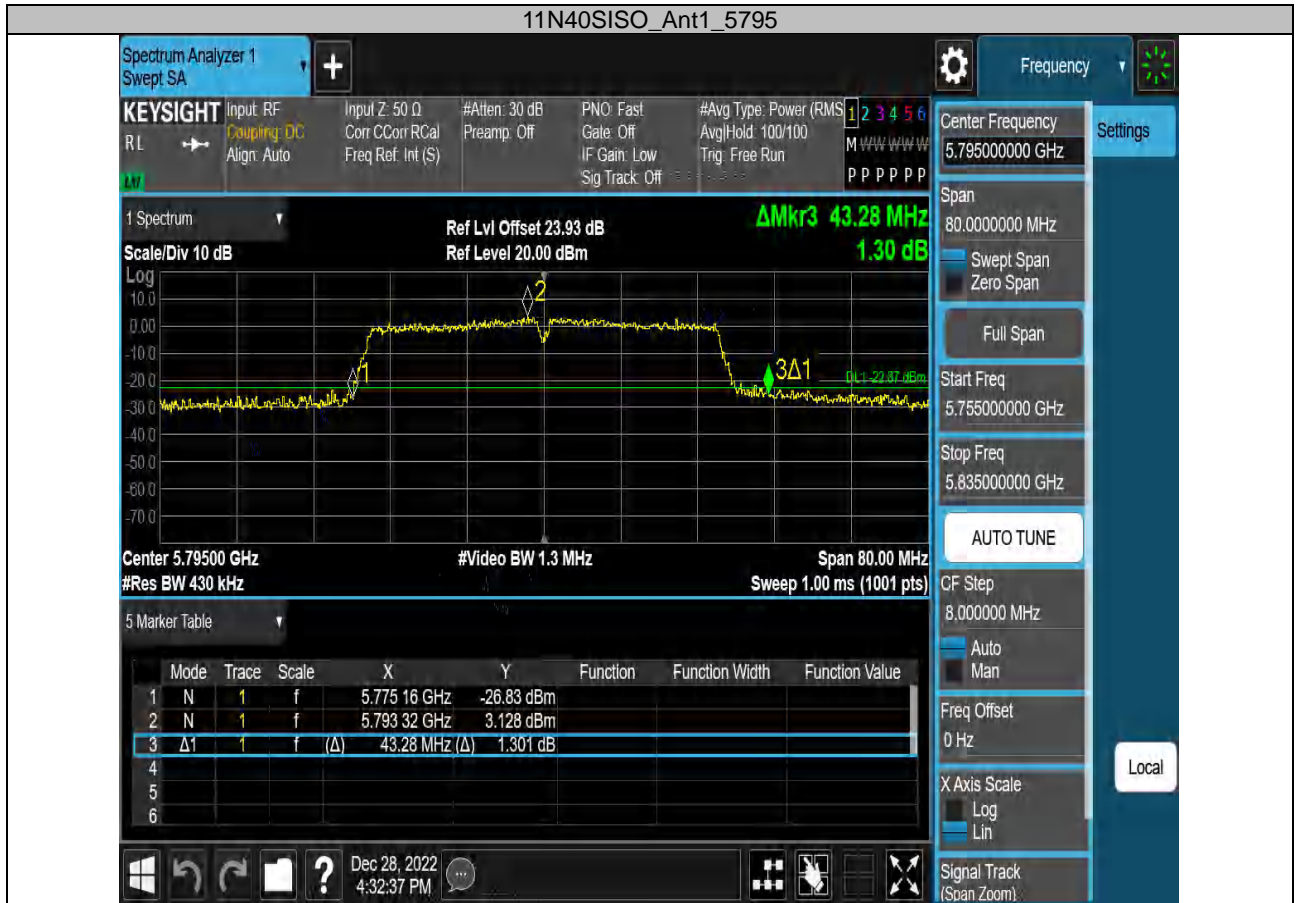 11N40SISO_Ant1_5795
Spectrum Analyzer 1
Swept SA
Frequency
KEYSIGHT
RL
Input: RF
Coupling: DC
Align: Auto
Input Z: 50 Ω
Corr CCorr RCal
Freq Ref: Int (S)
#Atten: 30 dB
Preamp: Off
PNO: Fast
Gate: Off
IF Gain: Low
Sig Track: Off
#Avg Type: Power (RMS
Avg|Hold: 100/100
Trig: Free Run
1 2 3 4 5 6
M W W W W W
P P P P P P
1 Spectrum
Scale/Div 10 dB
Ref Lvl Offset 23.93 dB
Ref Level 20.00 dBm
ΔMkr3 43.28 MHz
1.30 dB
Log
10.0
0.00
-10.0
-20.0
-30.0
-40.0
-50.0
-60.0
-70.0
1
2
3Δ1
DL1 -22.87 dBm
Center 5.79500 GHz
#Video BW 1.3 MHz
Span 80.00 MHz
#Res BW 430 kHz
Sweep 1.00 ms (1001 pts)
5 Marker Table
Mode Trace Scale X Y Function Function Width Function Value
1 N 1 f 5.775 16 GHz -26.83 dBm
2 N 1 f 5.793 32 GHz 3.128 dBm
3 Δ1 1 f (Δ) 43.28 MHz (Δ) 1.301 dB
4
5
6
Dec 28, 2022
4:32:37 PM
Center Frequency
5.795000000 GHz
Settings
Span
80.0000000 MHz
Swept Span
Zero Span
Full Span
Start Freq
5.755000000 GHz
Stop Freq
5.835000000 GHz
AUTO TUNE
CF Step
8.000000 MHz
Auto
Man
Freq Offset
0 Hz
X Axis Scale
Log
Lin
Local
Signal Track
(Span Zoom)